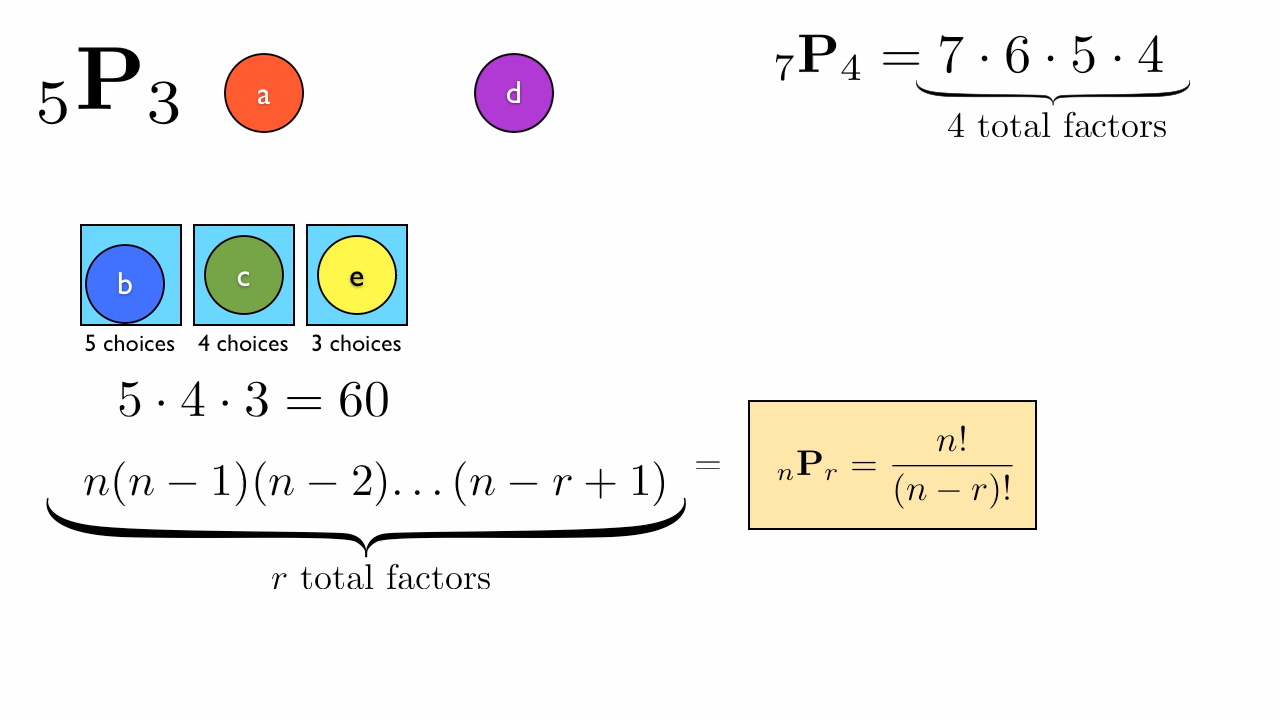 ₅P₃ a d ₇P₄ = 7 · 6 · 5 · 4
4 total factors
b c e
5 choices 4 choices 3 choices
5 · 4 · 3 = 60
n(n − 1)(n − 2)...(n − r + 1) = ₙPᵣ = n! / (n − r)!
r total factors